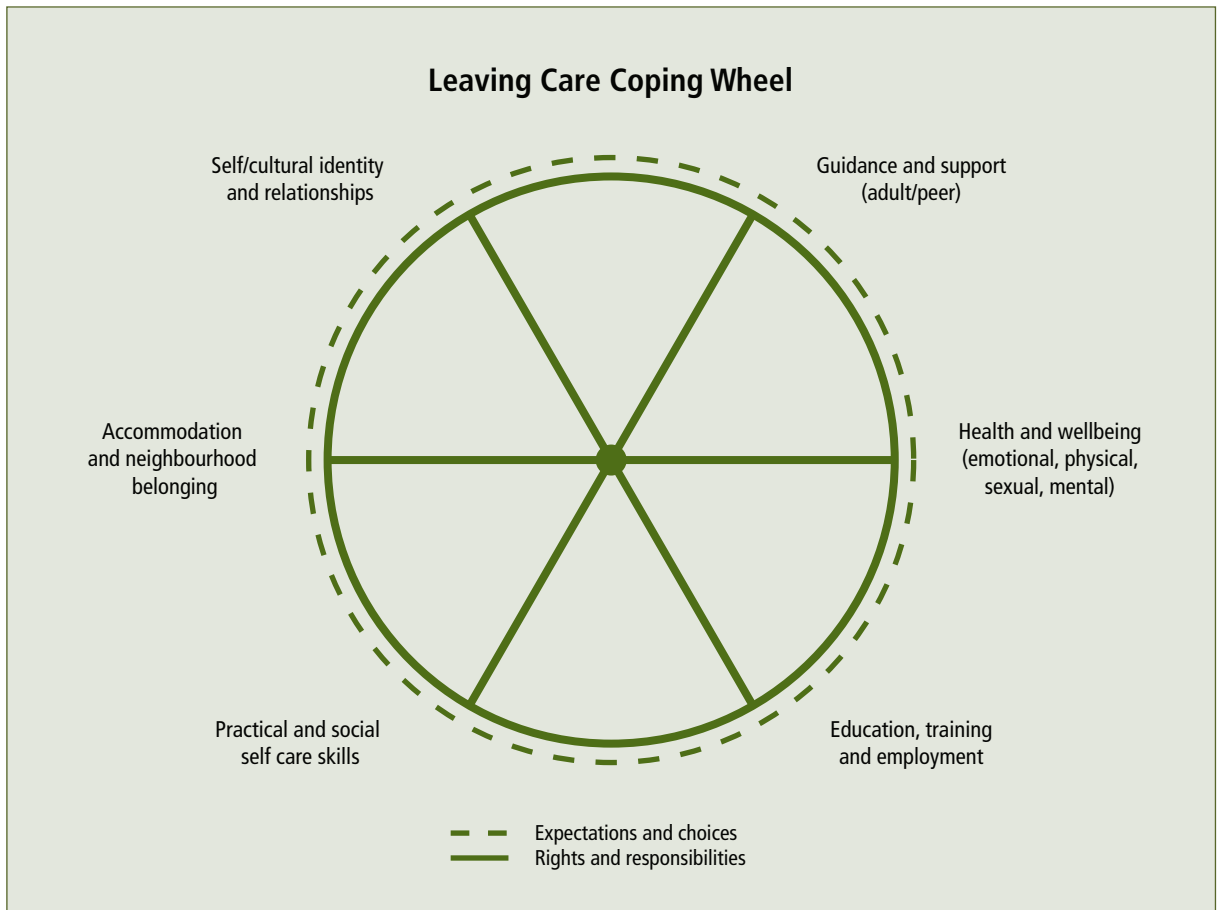 Leaving Care Coping Wheel
Self/cultural identity
and relationships
Guidance and support
(adult/peer)
Accommodation
and neighbourhood
belonging
Health and wellbeing
(emotional, physical,
sexual, mental)
Practical and social
self care skills
Education, training
and employment
Expectations and choices
Rights and responsibilities